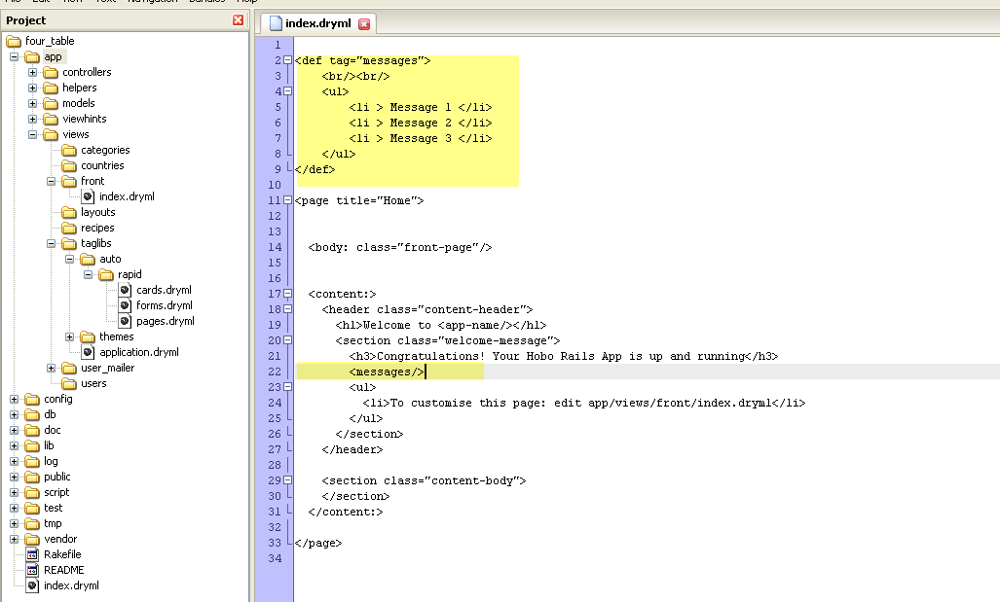 File Edit View Text Navigation Bundles Help
Project
four_table
app
controllers
helpers
models
viewhints
views
categories
countries
front
index.dryml
layouts
recipes
taglibs
auto
rapid
cards.dryml
forms.dryml
pages.dryml
themes
application.dryml
user_mailer
users
config
db
doc
lib
log
public
script
test
tmp
vendor
Rakefile
README
index.dryml
index.dryml
1
2 <def tag="messages">
3 <br/><br/>
4 <ul>
5 <li > Message 1 </li>
6 <li > Message 2 </li>
7 <li > Message 3 </li>
8 </ul>
9 </def>
10
11 <page title="Home">
12
13
14 <body: class="front-page"/>
15
16
17 <content:>
18 <header class="content-header">
19 <h1>Welcome to <app-name/></h1>
20 <section class="welcome-message">
21 <h3>Congratulations! Your Hobo Rails App is up and running</h3>
22 <messages/>
23 <ul>
24 <li>To customise this page: edit app/views/front/index.dryml</li>
25 </ul>
26 </section>
27 </header>
28
29 <section class="content-body">
30 </section>
31 </content:>
32
33 </page>
34